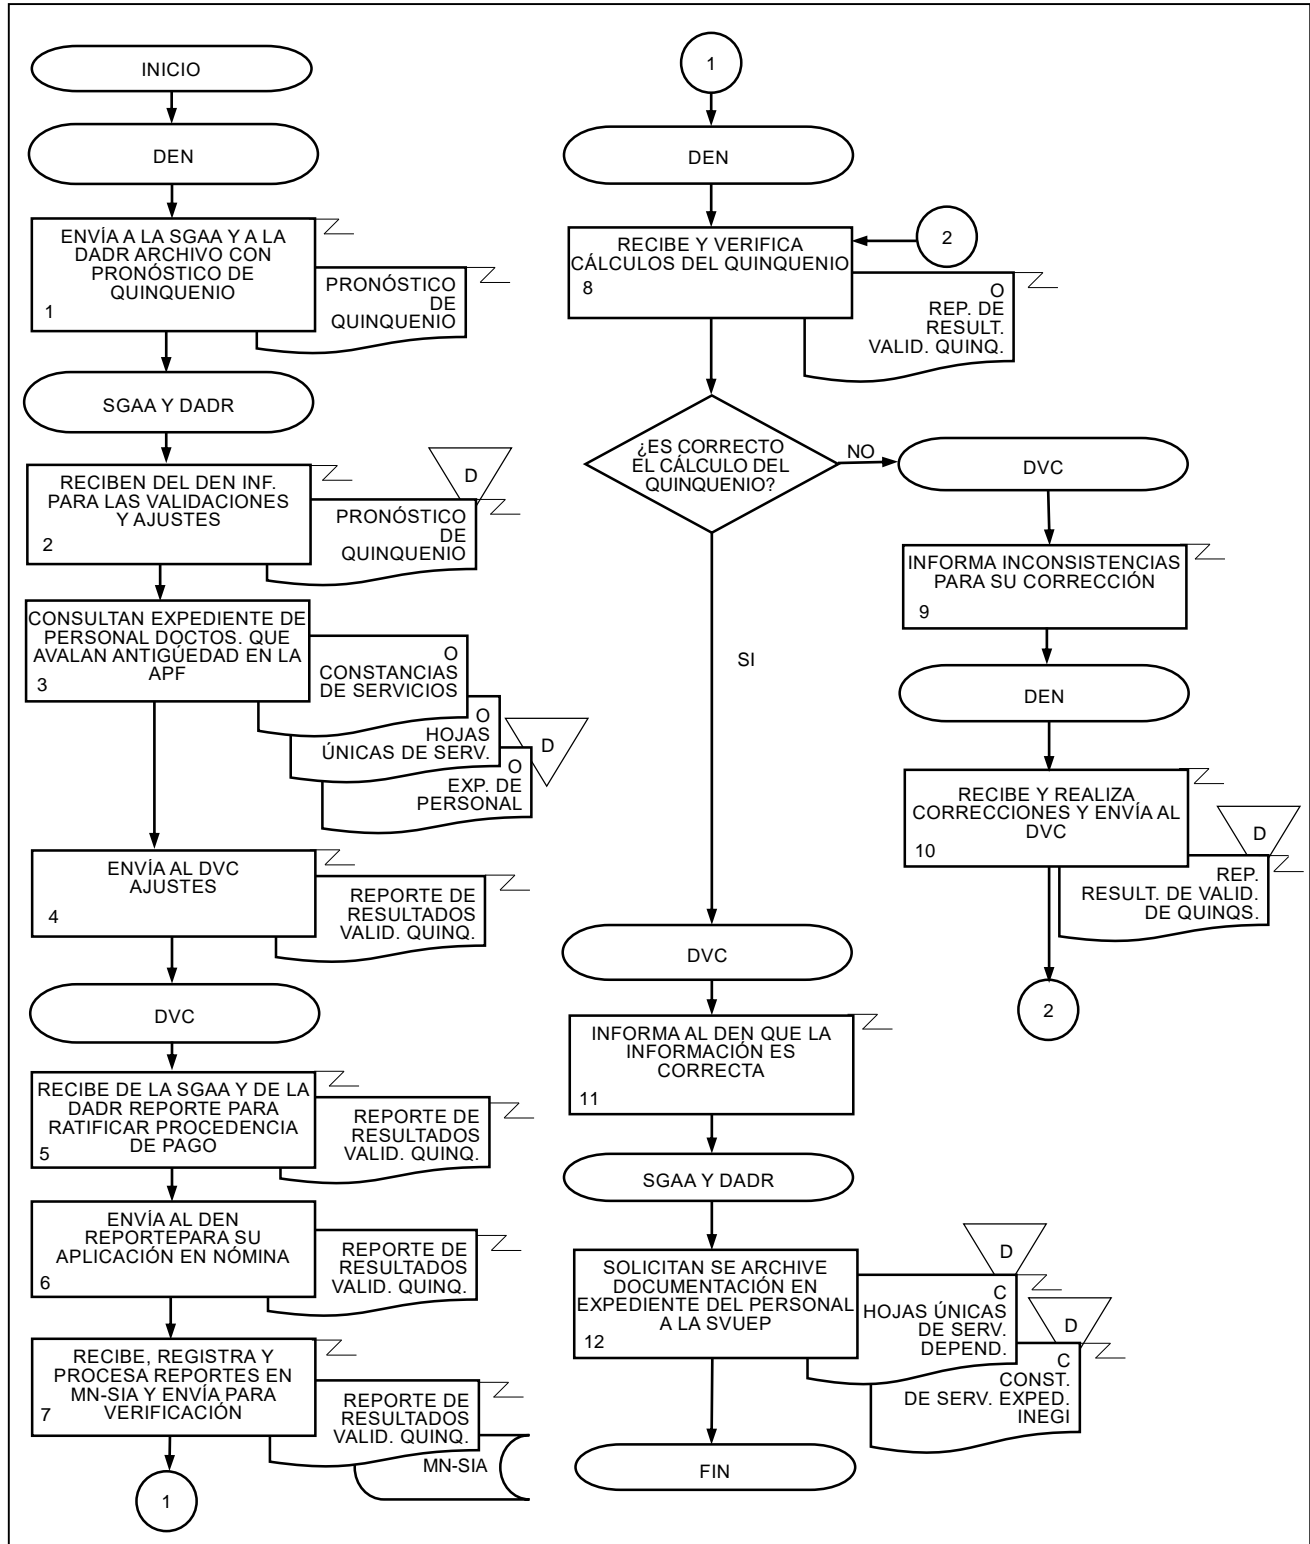 INICIO
DEN
ENVÍA A LA SGAA Y A LA
DADR ARCHIVO CON
PRONÓSTICO DE
QUINQUENIO
1
PRONÓSTICO
DE
QUINQUENIO
SGAA Y DADR
RECIBEN DEL DEN INF.
PARA LAS VALIDACIONES
Y AJUSTES
2
D
PRONÓSTICO
DE
QUINQUENIO
CONSULTAN EXPEDIENTE DE
PERSONAL DOCTOS. QUE
AVALAN ANTIGÚEDAD EN LA
APF
3
O
CONSTANCIAS
DE SERVICIOS
O
HOJAS
ÚNICAS DE SERV.
D
O
EXP. DE
PERSONAL
ENVÍA AL DVC
AJUSTES
4
REPORTE DE
RESULTADOS
VALID. QUINQ.
DVC
RECIBE DE LA SGAA Y DE LA
DADR REPORTE PARA
RATIFICAR PROCEDENCIA
DE PAGO
5
REPORTE DE
RESULTADOS
VALID. QUINQ.
ENVÍA AL DEN
REPORTEPARA SU
APLICACIÓN EN NÓMINA
6
REPORTE DE
RESULTADOS
VALID. QUINQ.
RECIBE, REGISTRA Y
PROCESA REPORTES EN
MN-SIA Y ENVÍA PARA
VERIFICACIÓN
7
REPORTE DE
RESULTADOS
VALID. QUINQ.
MN-SIA
1
1
DEN
RECIBE Y VERIFICA
CÁLCULOS DEL QUINQUENIO
8
2
O
REP. DE
RESULT.
VALID. QUINQ.
¿ES CORRECTO
EL CÁLCULO DEL
QUINQUENIO?
NO
SI
DVC
INFORMA INCONSISTENCIAS
PARA SU CORRECCIÓN
9
DEN
RECIBE Y REALIZA
CORRECCIONES Y ENVÍA AL
DVC
10
D
REP.
RESULT. DE VALID.
DE QUINQS.
2
DVC
INFORMA AL DEN QUE LA
INFORMACIÓN ES
CORRECTA
11
SGAA Y DADR
SOLICITAN SE ARCHIVE
DOCUMENTACIÓN EN
EXPEDIENTE DEL PERSONAL
A LA SVUEP
12
D
C
HOJAS ÚNICAS
DE SERV.
DEPEND.
D
C
CONST.
DE SERV. EXPED.
INEGI
FIN